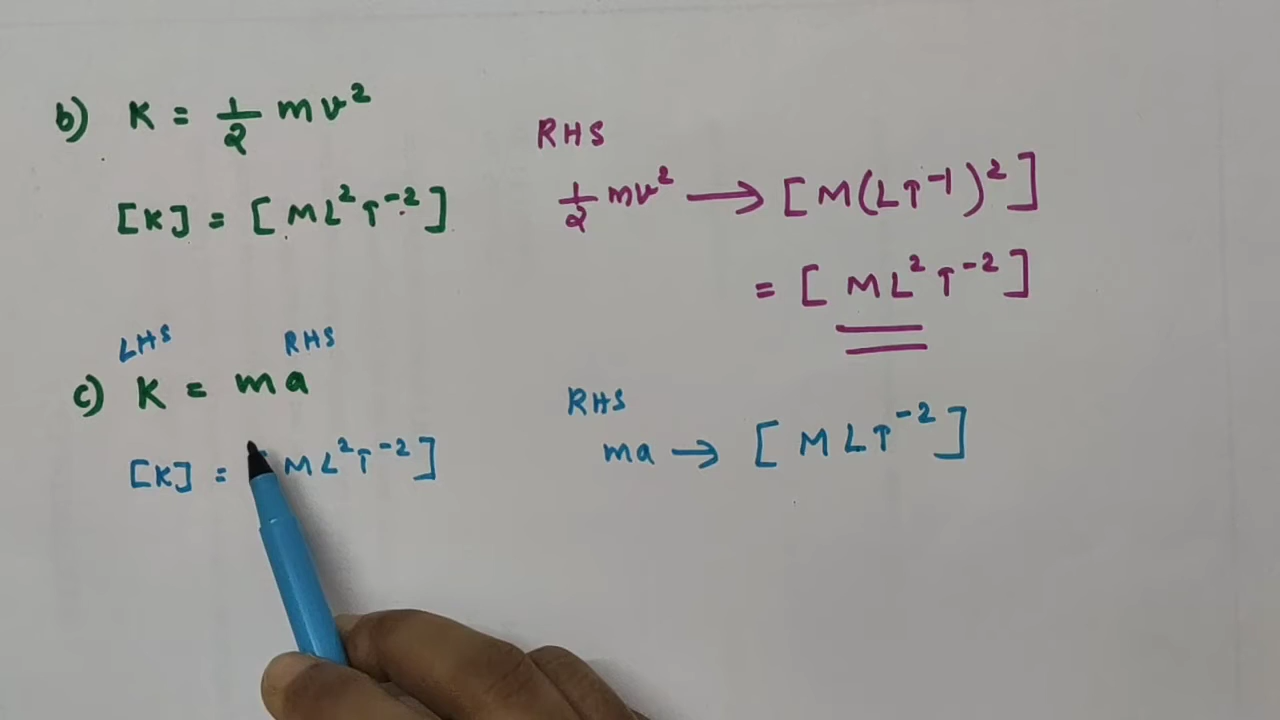 b) K = 1/2 mv²
[K] = [ML²T⁻²]
RHS
1/2 mv² → [M(LT⁻¹)²]
= [ML²T⁻²]
LHS RHS
c) K = ma
[K] = [ML²T⁻²]
RHS
ma → [MLT⁻²]